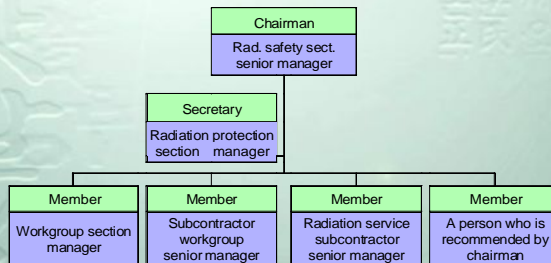 Chairman
Rad. safety sect.
senior manager
Secretary
Radiation protection
section manager
Member
Workgroup section
manager
Member
Subcontractor
workgroup
senior manager
Member
Radiation service
subcontractor
senior manager
Member
A person who is
recommended by
chairman